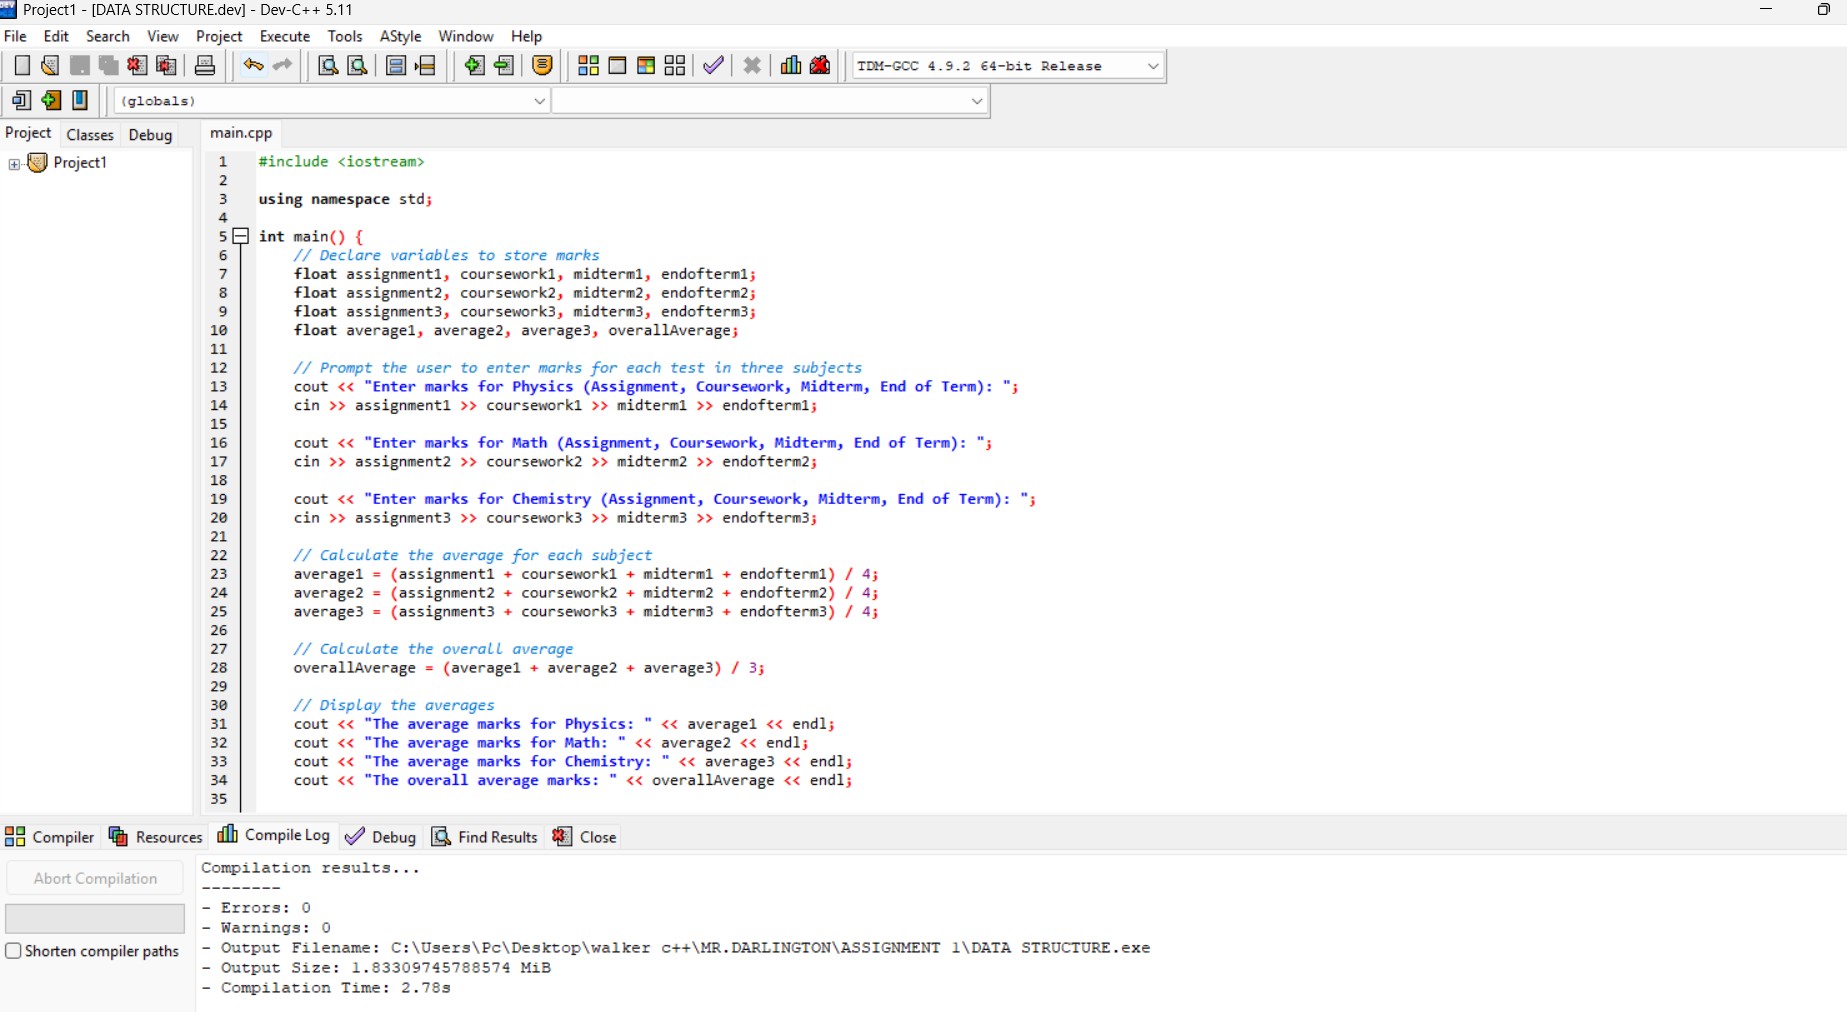 Project1 - [DATA STRUCTURE.dev] - Dev-C++ 5.11
File Edit Search View Project Execute Tools AStyle Window Help
TDM-GCC 4.9.2 64-bit Release
(globals)
Project Classes Debug main.cpp
Project1
1 #include <iostream>
2
3 using namespace std;
4
5 int main() {
6 // Declare variables to store marks
7 float assignment1, coursework1, midterm1, endofterm1;
8 float assignment2, coursework2, midterm2, endofterm2;
9 float assignment3, coursework3, midterm3, endofterm3;
10 float average1, average2, average3, overallAverage;
11
12 // Prompt the user to enter marks for each test in three subjects
13 cout << "Enter marks for Physics (Assignment, Coursework, Midterm, End of Term): ";
14 cin >> assignment1 >> coursework1 >> midterm1 >> endofterm1;
15
16 cout << "Enter marks for Math (Assignment, Coursework, Midterm, End of Term): ";
17 cin >> assignment2 >> coursework2 >> midterm2 >> endofterm2;
18
19 cout << "Enter marks for Chemistry (Assignment, Coursework, Midterm, End of Term): ";
20 cin >> assignment3 >> coursework3 >> midterm3 >> endofterm3;
21
22 // Calculate the average for each subject
23 average1 = (assignment1 + coursework1 + midterm1 + endofterm1) / 4;
24 average2 = (assignment2 + coursework2 + midterm2 + endofterm2) / 4;
25 average3 = (assignment3 + coursework3 + midterm3 + endofterm3) / 4;
26
27 // Calculate the overall average
28 overallAverage = (average1 + average2 + average3) / 3;
29
30 // Display the averages
31 cout << "The average marks for Physics: " << average1 << endl;
32 cout << "The average marks for Math: " << average2 << endl;
33 cout << "The average marks for Chemistry: " << average3 << endl;
34 cout << "The overall average marks: " << overallAverage << endl;
35
Compiler Resources Compile Log Debug Find Results Close
Abort Compilation
Shorten compiler paths
Compilation results...
--------
- Errors: 0
- Warnings: 0
- Output Filename: C:\Users\Pc\Desktop\walker c++\MR.DARLINGTON\ASSIGNMENT 1\DATA STRUCTURE.exe
- Output Size: 1.83309745788574 MiB
- Compilation Time: 2.78s